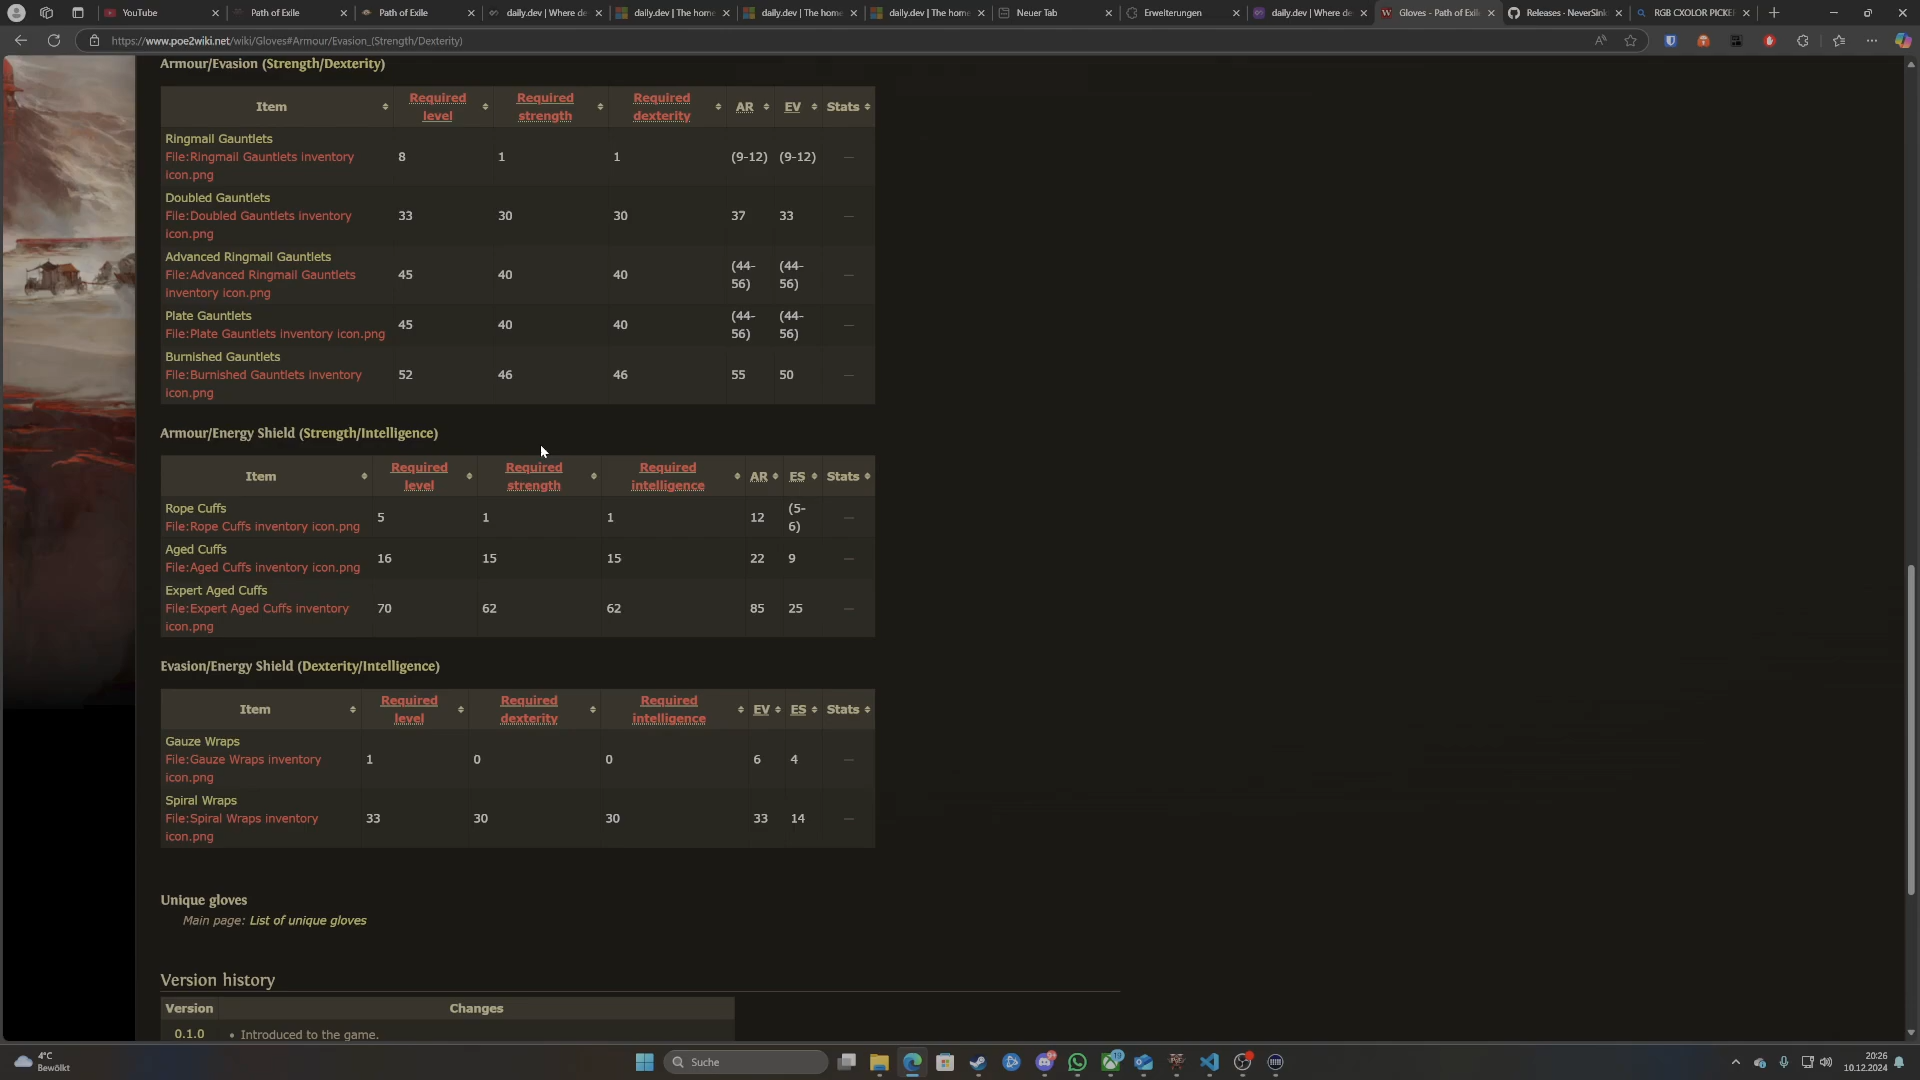 YouTube
Path of Exile
Path of Exile
daily.dev | Where de
daily.dev | The home
daily.dev | The home
daily.dev | The home
Neuer Tab
Erweiterungen
daily.dev | Where de
Gloves - Path of Exile
Releases - NeverSink
RGB CXOLOR PICKE
https://www.poe2wiki.net/wiki/Gloves#Armour/Evasion_(Strength/Dexterity)
Armour/Evasion (Strength/Dexterity)
Item Required level Required strength Required dexterity AR EV Stats
Ringmail Gauntlets
File:Ringmail Gauntlets inventory icon.png 8 1 1 (9-12) (9-12) —
Doubled Gauntlets
File:Doubled Gauntlets inventory icon.png 33 30 30 37 33 —
Advanced Ringmail Gauntlets
File:Advanced Ringmail Gauntlets inventory icon.png 45 40 40 (44-56) (44-56) —
Plate Gauntlets
File:Plate Gauntlets inventory icon.png 45 40 40 (44-56) (44-56) —
Burnished Gauntlets
File:Burnished Gauntlets inventory icon.png 52 46 46 55 50 —
Armour/Energy Shield (Strength/Intelligence)
Item Required level Required strength Required intelligence AR ES Stats
Rope Cuffs
File:Rope Cuffs inventory icon.png 5 1 1 12 (5-6) —
Aged Cuffs
File:Aged Cuffs inventory icon.png 16 15 15 22 9 —
Expert Aged Cuffs
File:Expert Aged Cuffs inventory icon.png 70 62 62 85 25 —
Evasion/Energy Shield (Dexterity/Intelligence)
Item Required level Required dexterity Required intelligence EV ES Stats
Gauze Wraps
File:Gauze Wraps inventory icon.png 1 0 0 6 4 —
Spiral Wraps
File:Spiral Wraps inventory icon.png 33 30 30 33 14 —
Unique gloves
Main page: List of unique gloves
Version history
Version Changes
0.1.0 • Introduced to the game.
4°C
Bewölkt
Suche
20:26
10.12.2024